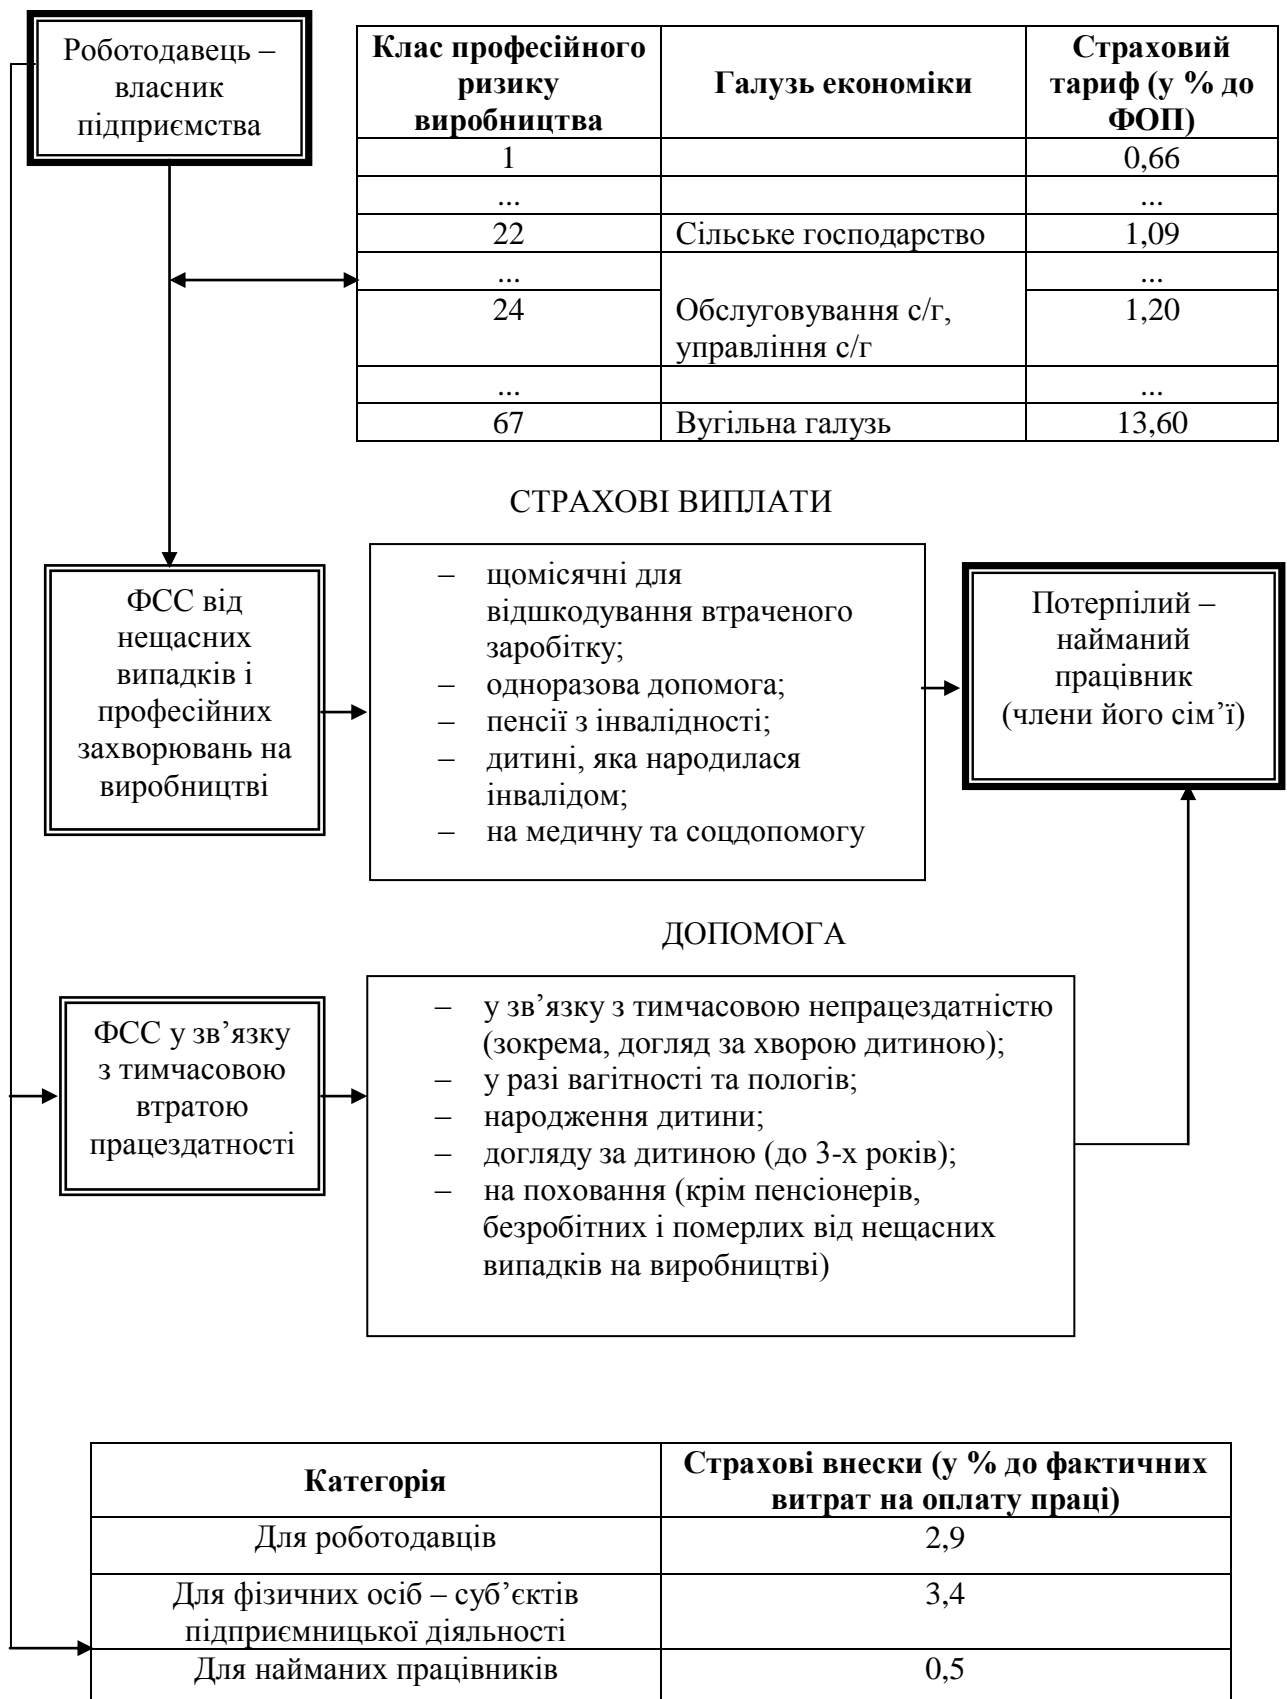 Роботодавець –
власник
підприємства
Клас професійного
ризику
виробництва
Галузь економіки
Страховий
тариф (у % до
ФОП)
1
0,66
...
...
22
Сільське господарство
1,09
...
...
24
Обслуговування с/г,
управління с/г
1,20
...
...
67
Вугільна галузь
13,60
СТРАХОВІ ВИПЛАТИ
ФСС від
нещасних
випадків і
професійних
захворювань на
виробництві
– щомісячні для
відшкодування втраченого
заробітку;
– одноразова допомога;
– пенсії з інвалідності;
– дитині, яка народилася
інвалідом;
– на медичну та соцдопомогу
Потерпілий –
найманий
працівник
(члени його сім’ї)
ДОПОМОГА
ФСС у зв’язку
з тимчасовою
втратою
працездатності
– у зв’язку з тимчасовою непрацездатністю
(зокрема, догляд за хворою дитиною);
– у разі вагітності та пологів;
– народження дитини;
– догляду за дитиною (до 3-х років);
– на поховання (крім пенсіонерів,
безробітних і померлих від нещасних
випадків на виробництві)
Категорія
Страхові внески (у % до фактичних
витрат на оплату праці)
Для роботодавців
2,9
Для фізичних осіб – суб’єктів
підприємницької діяльності
3,4
Для найманих працівників
0,5